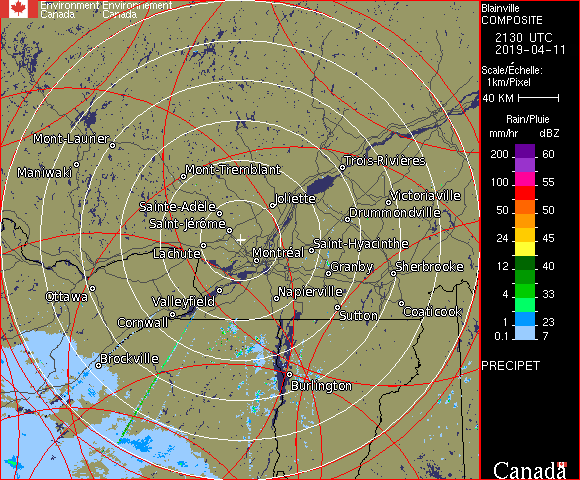 Environment Environnement
Canada Canada
Blainville
COMPOSITE
2130 UTC
2019-04-11
Scale/Échelle:
1km/Pixel
40 KM
Rain/Pluie
mm/hr dBZ
200 60
150 57
100 55
50 50
24 45
12 40
4 33
1 23
0.1 7
PRECIPET
Canada
Mont-Laurier
Maniwaki
Mont-Tremblant
Trois-Rivières
Joliette
Victoriaville
Sainte-Adèle
Drummondville
Saint-Jérôme
Saint-Hyacinthe
Lachute
Montréal
Granby
Sherbrooke
Ottawa
Valleyfield
Napierville
Cornwall
Sutton
Coaticook
Brockville
Burlington